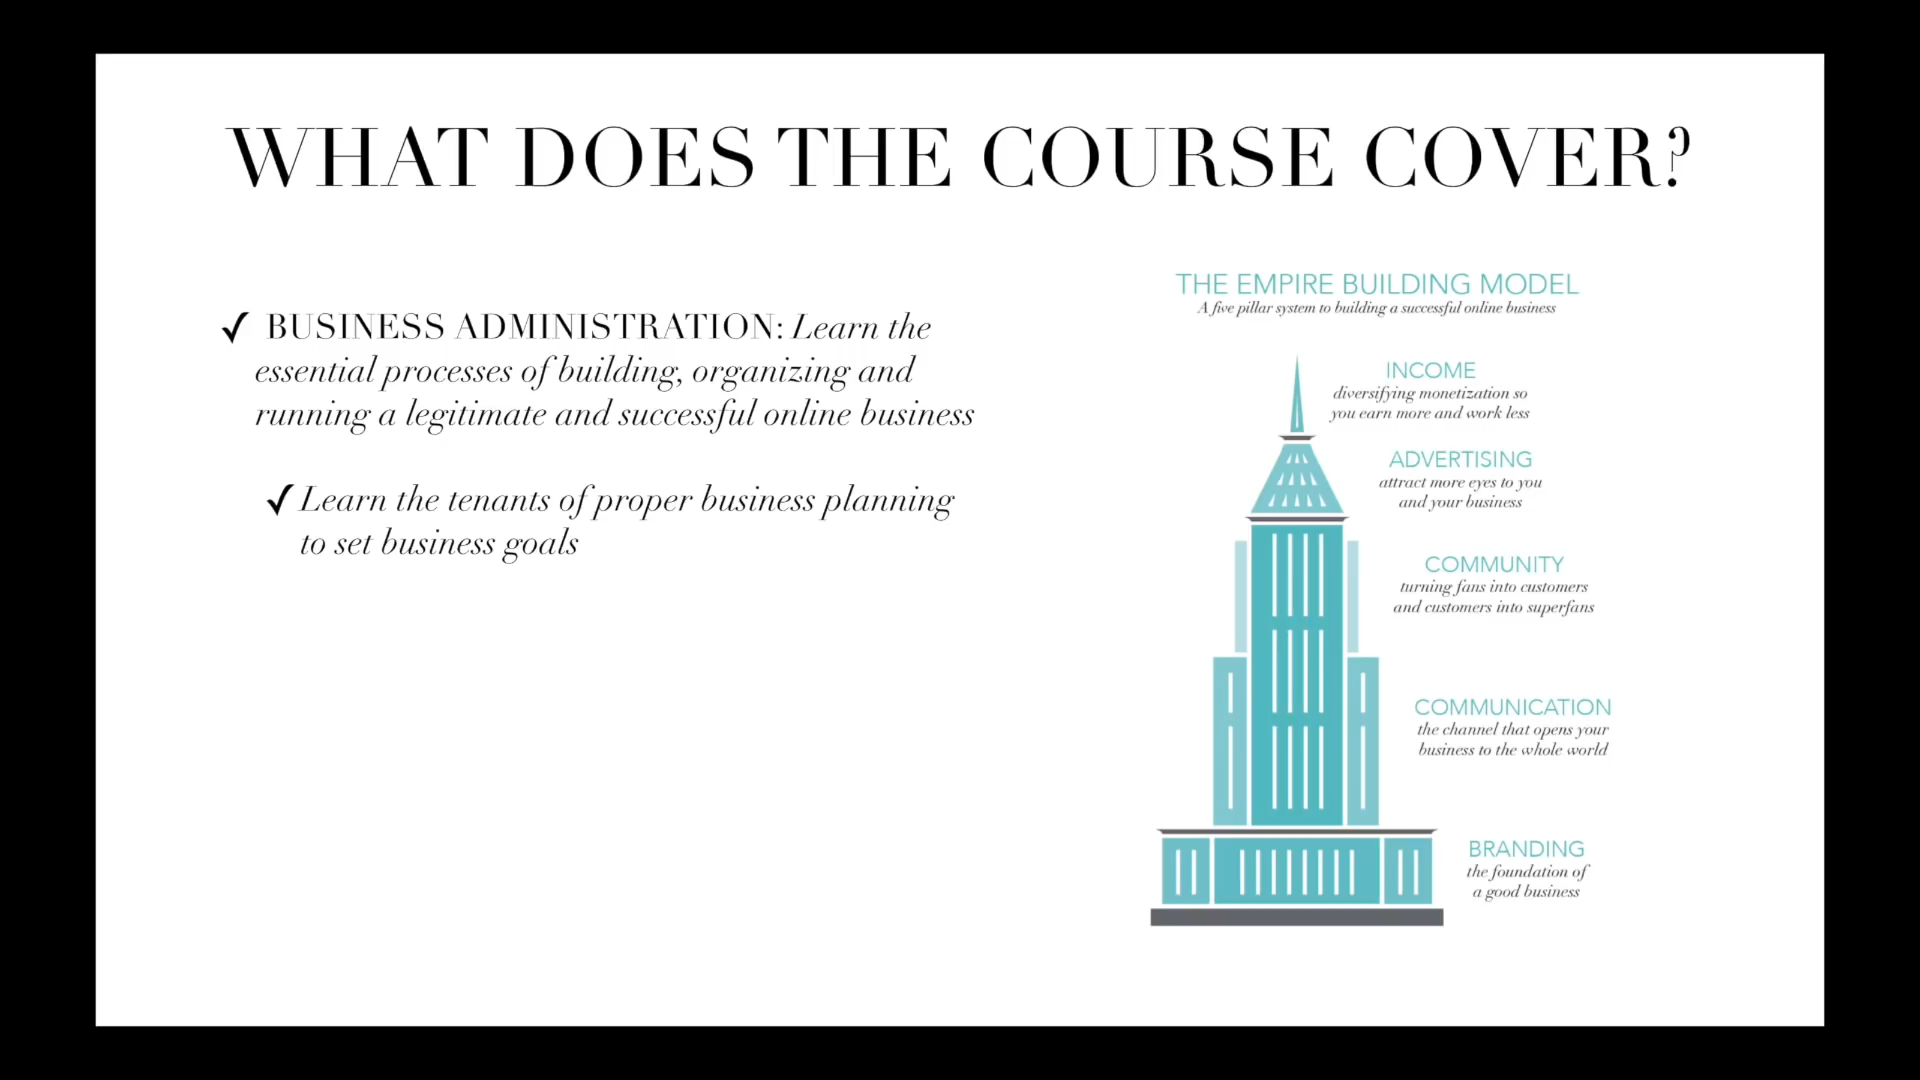 WHAT DOES THE COURSE COVER?
✓ BUSINESS ADMINISTRATION: Learn the
essential processes of building, organizing and
running a legitimate and successful online business
✓ Learn the tenants of proper business planning
to set business goals
THE EMPIRE BUILDING MODEL
A five pillar system to building a successful online business
INCOME
diversifying monetization so
you earn more and work less
ADVERTISING
attract more eyes to you
and your business
COMMUNITY
turning fans into customers
and customers into superfans
COMMUNICATION
the channel that opens your
business to the whole world
BRANDING
the foundation of
a good business